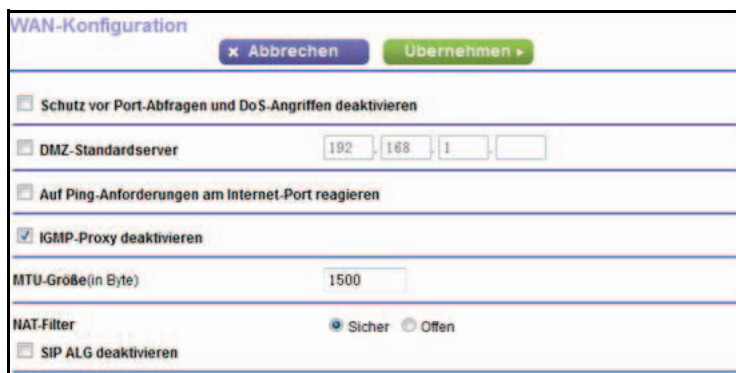 WAN-Konfiguration
× Abbrechen Übernehmen ▸
Schutz vor Port-Abfragen und DoS-Angriffen deaktivieren
DMZ-Standardserver 192 . 168 . 1 .
Auf Ping-Anforderungen am Internet-Port reagieren
IGMP-Proxy deaktivieren
MTU-Größe(in Byte) 1500
NAT-Filter Sicher Offen
SIP ALG deaktivieren